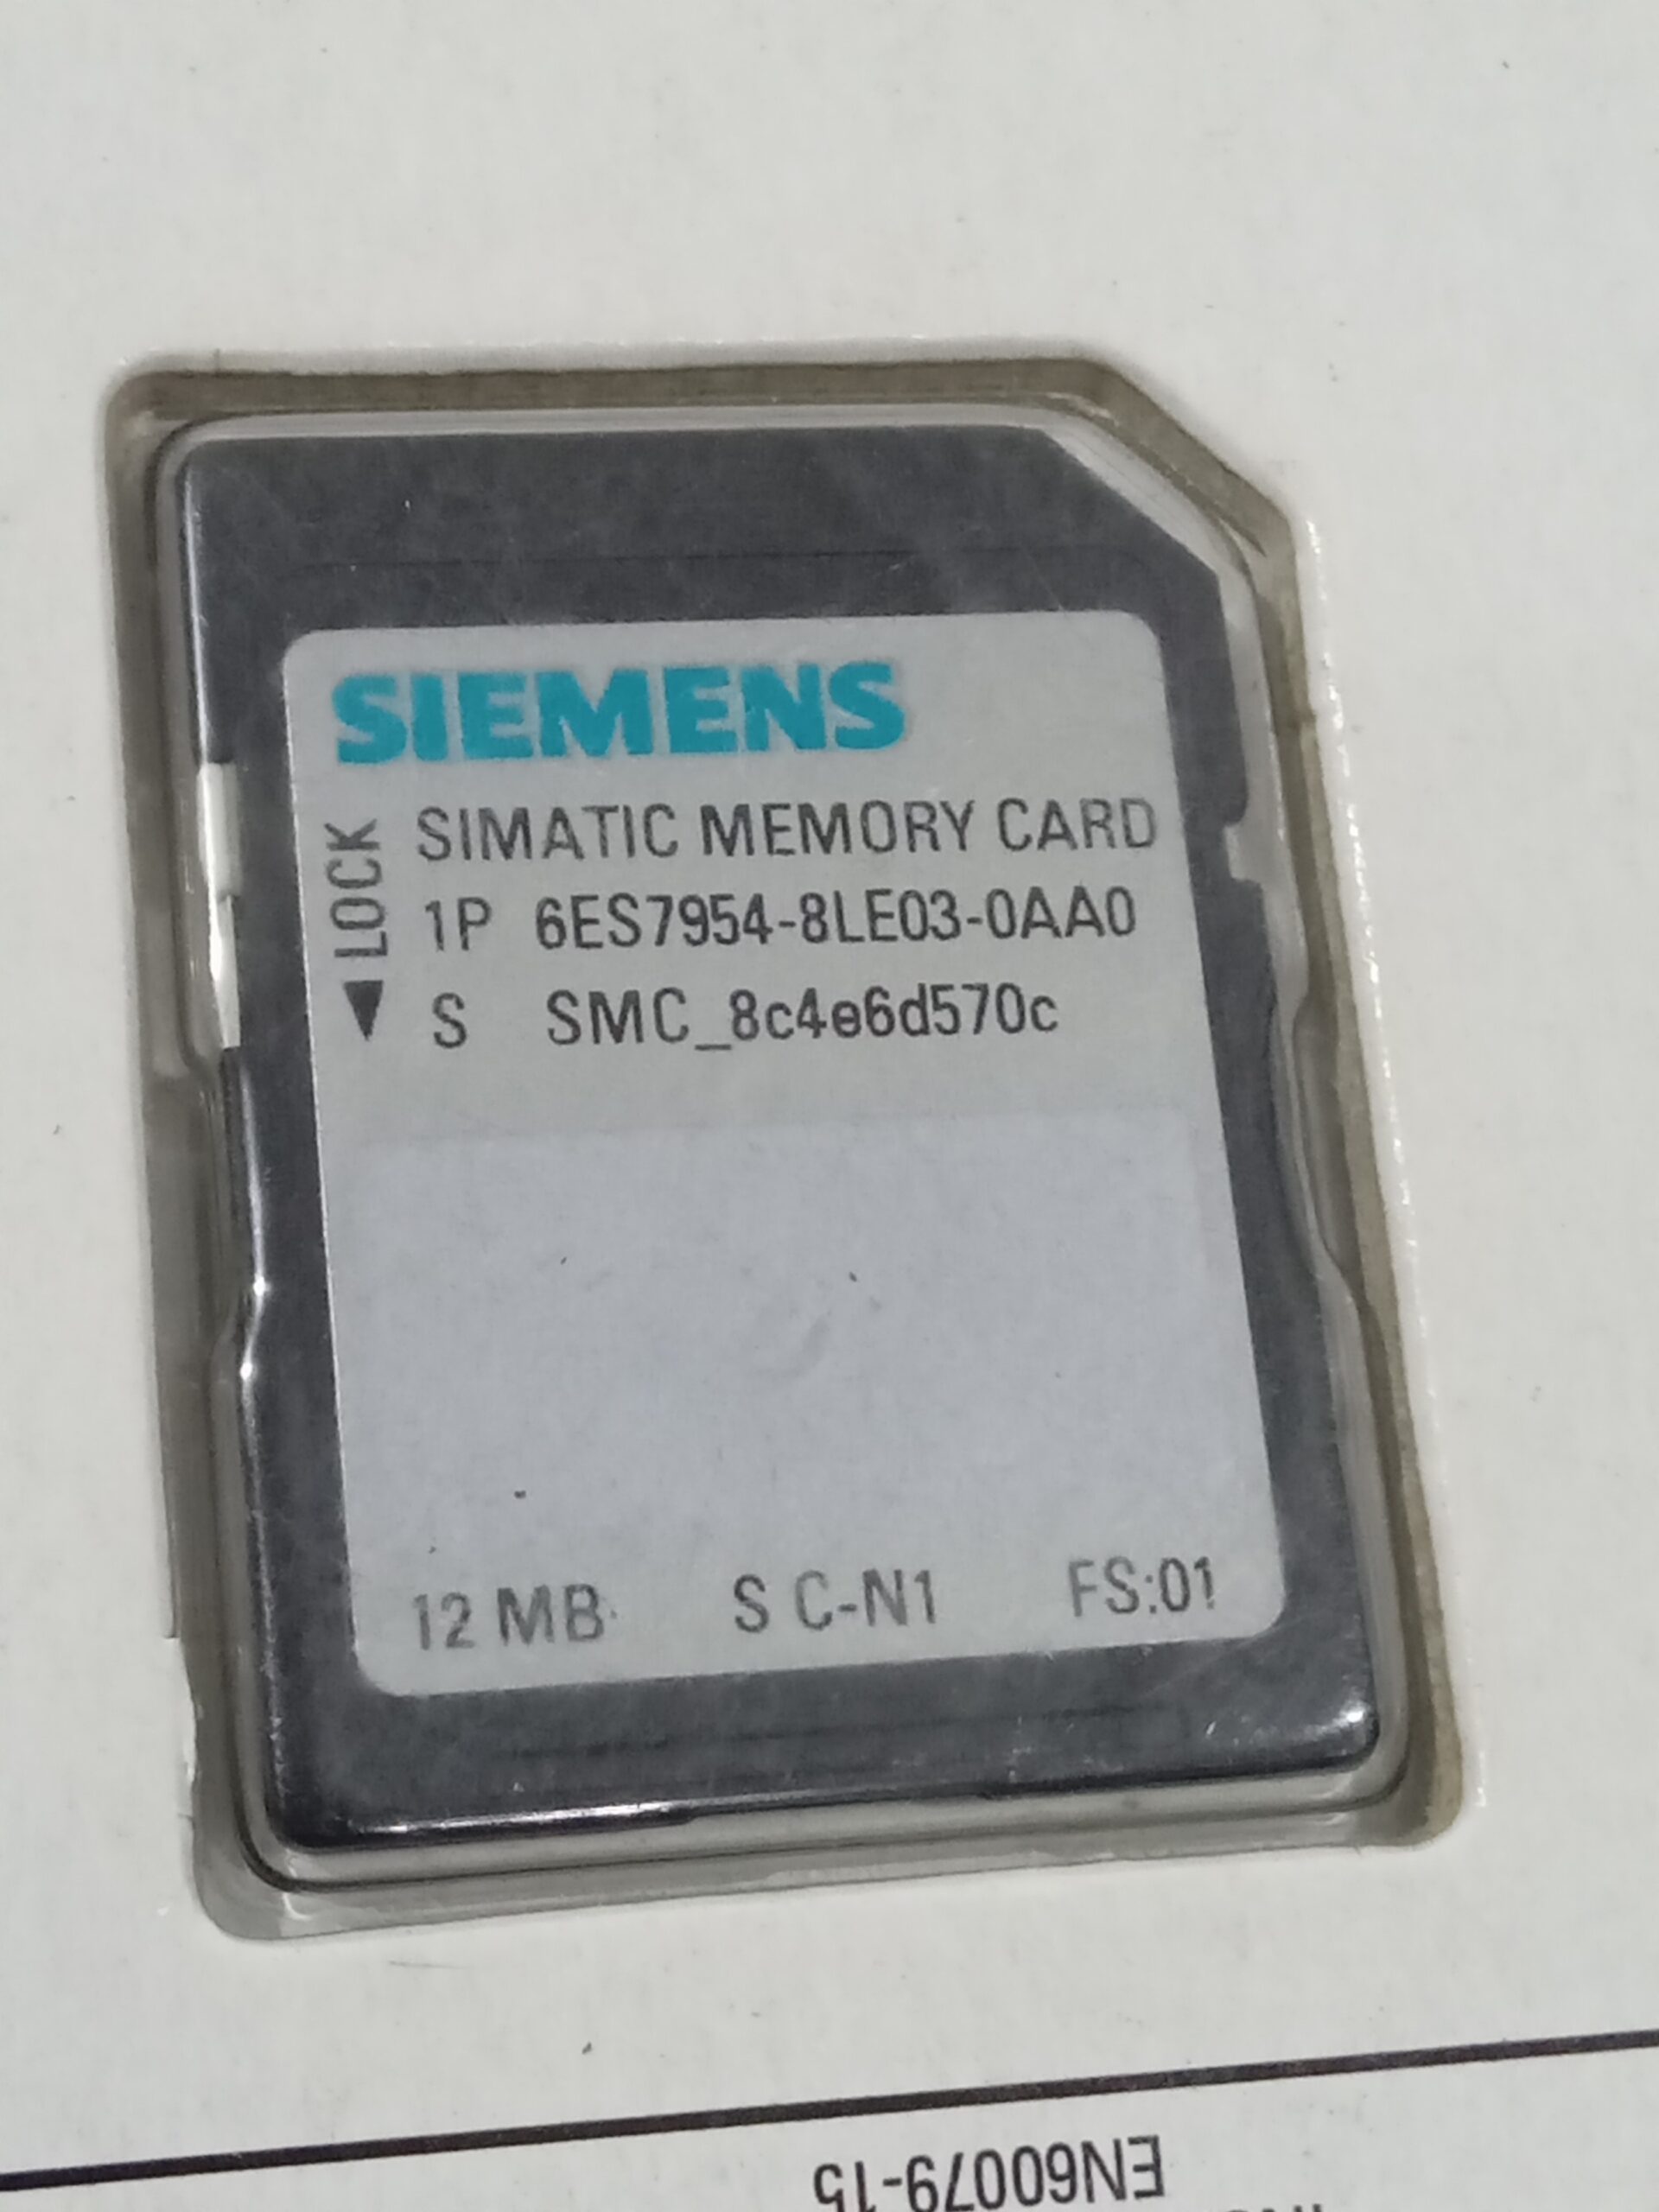 SIEMENS
LOCK
SIMATIC MEMORY CARD
1P 6ES7954-8LE03-0AA0
S SMC_8c4e6d570c
12 MB
S C-N1
FS:01
EN60079-15